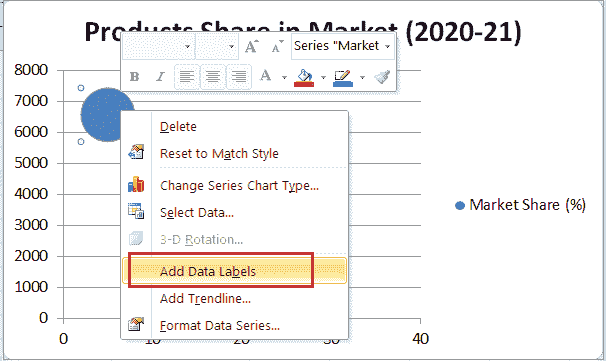 Products Share in Market (2020-21)
Series "Market
B I A
8000
7000
6000
5000
4000
3000
2000
1000
0
Delete
Reset to Match Style
Change Series Chart Type...
Select Data...
3-D Rotation...
Add Data Labels
Add Trendline...
Format Data Series...
Market Share (%)
0 10 20 30 40